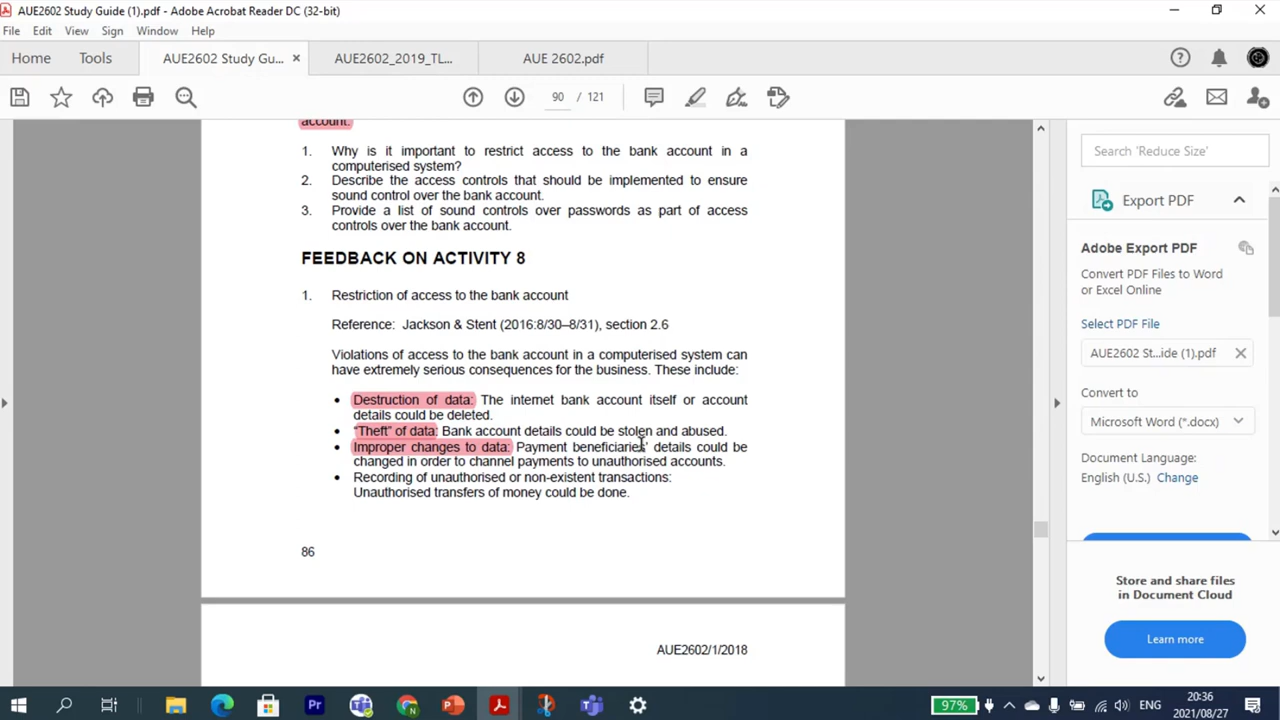 AUE2602 Study Guide (1).pdf - Adobe Acrobat Reader DC (32-bit)
File Edit View Sign Window Help
Home Tools AUE2602 Study Gu... × AUE2602_2019_TL... AUE 2602.pdf
90 / 121
account.
1. Why is it important to restrict access to the bank account in a
computerised system?
2. Describe the access controls that should be implemented to ensure
sound control over the bank account.
3. Provide a list of sound controls over passwords as part of access
controls over the bank account.
FEEDBACK ON ACTIVITY 8
1. Restriction of access to the bank account
Reference: Jackson & Stent (2016:8/30–8/31), section 2.6
Violations of access to the bank account in a computerised system can
have extremely serious consequences for the business. These include:
• Destruction of data: The internet bank account itself or account
details could be deleted.
• "Theft" of data: Bank account details could be stolen and abused.
• Improper changes to data: Payment beneficiaries' details could be
changed in order to channel payments to unauthorised accounts.
• Recording of unauthorised or non-existent transactions:
Unauthorised transfers of money could be done.
86
AUE2602/1/2018
Search 'Reduce Size'
Export PDF
Adobe Export PDF
Convert PDF Files to Word
or Excel Online
Select PDF File
AUE2602 St...ide (1).pdf
Convert to
Microsoft Word (*.docx)
Document Language:
English (U.S.) Change
Store and share files
in Document Cloud
Learn more
Pr
97%
ENG
20:36
2021/08/27